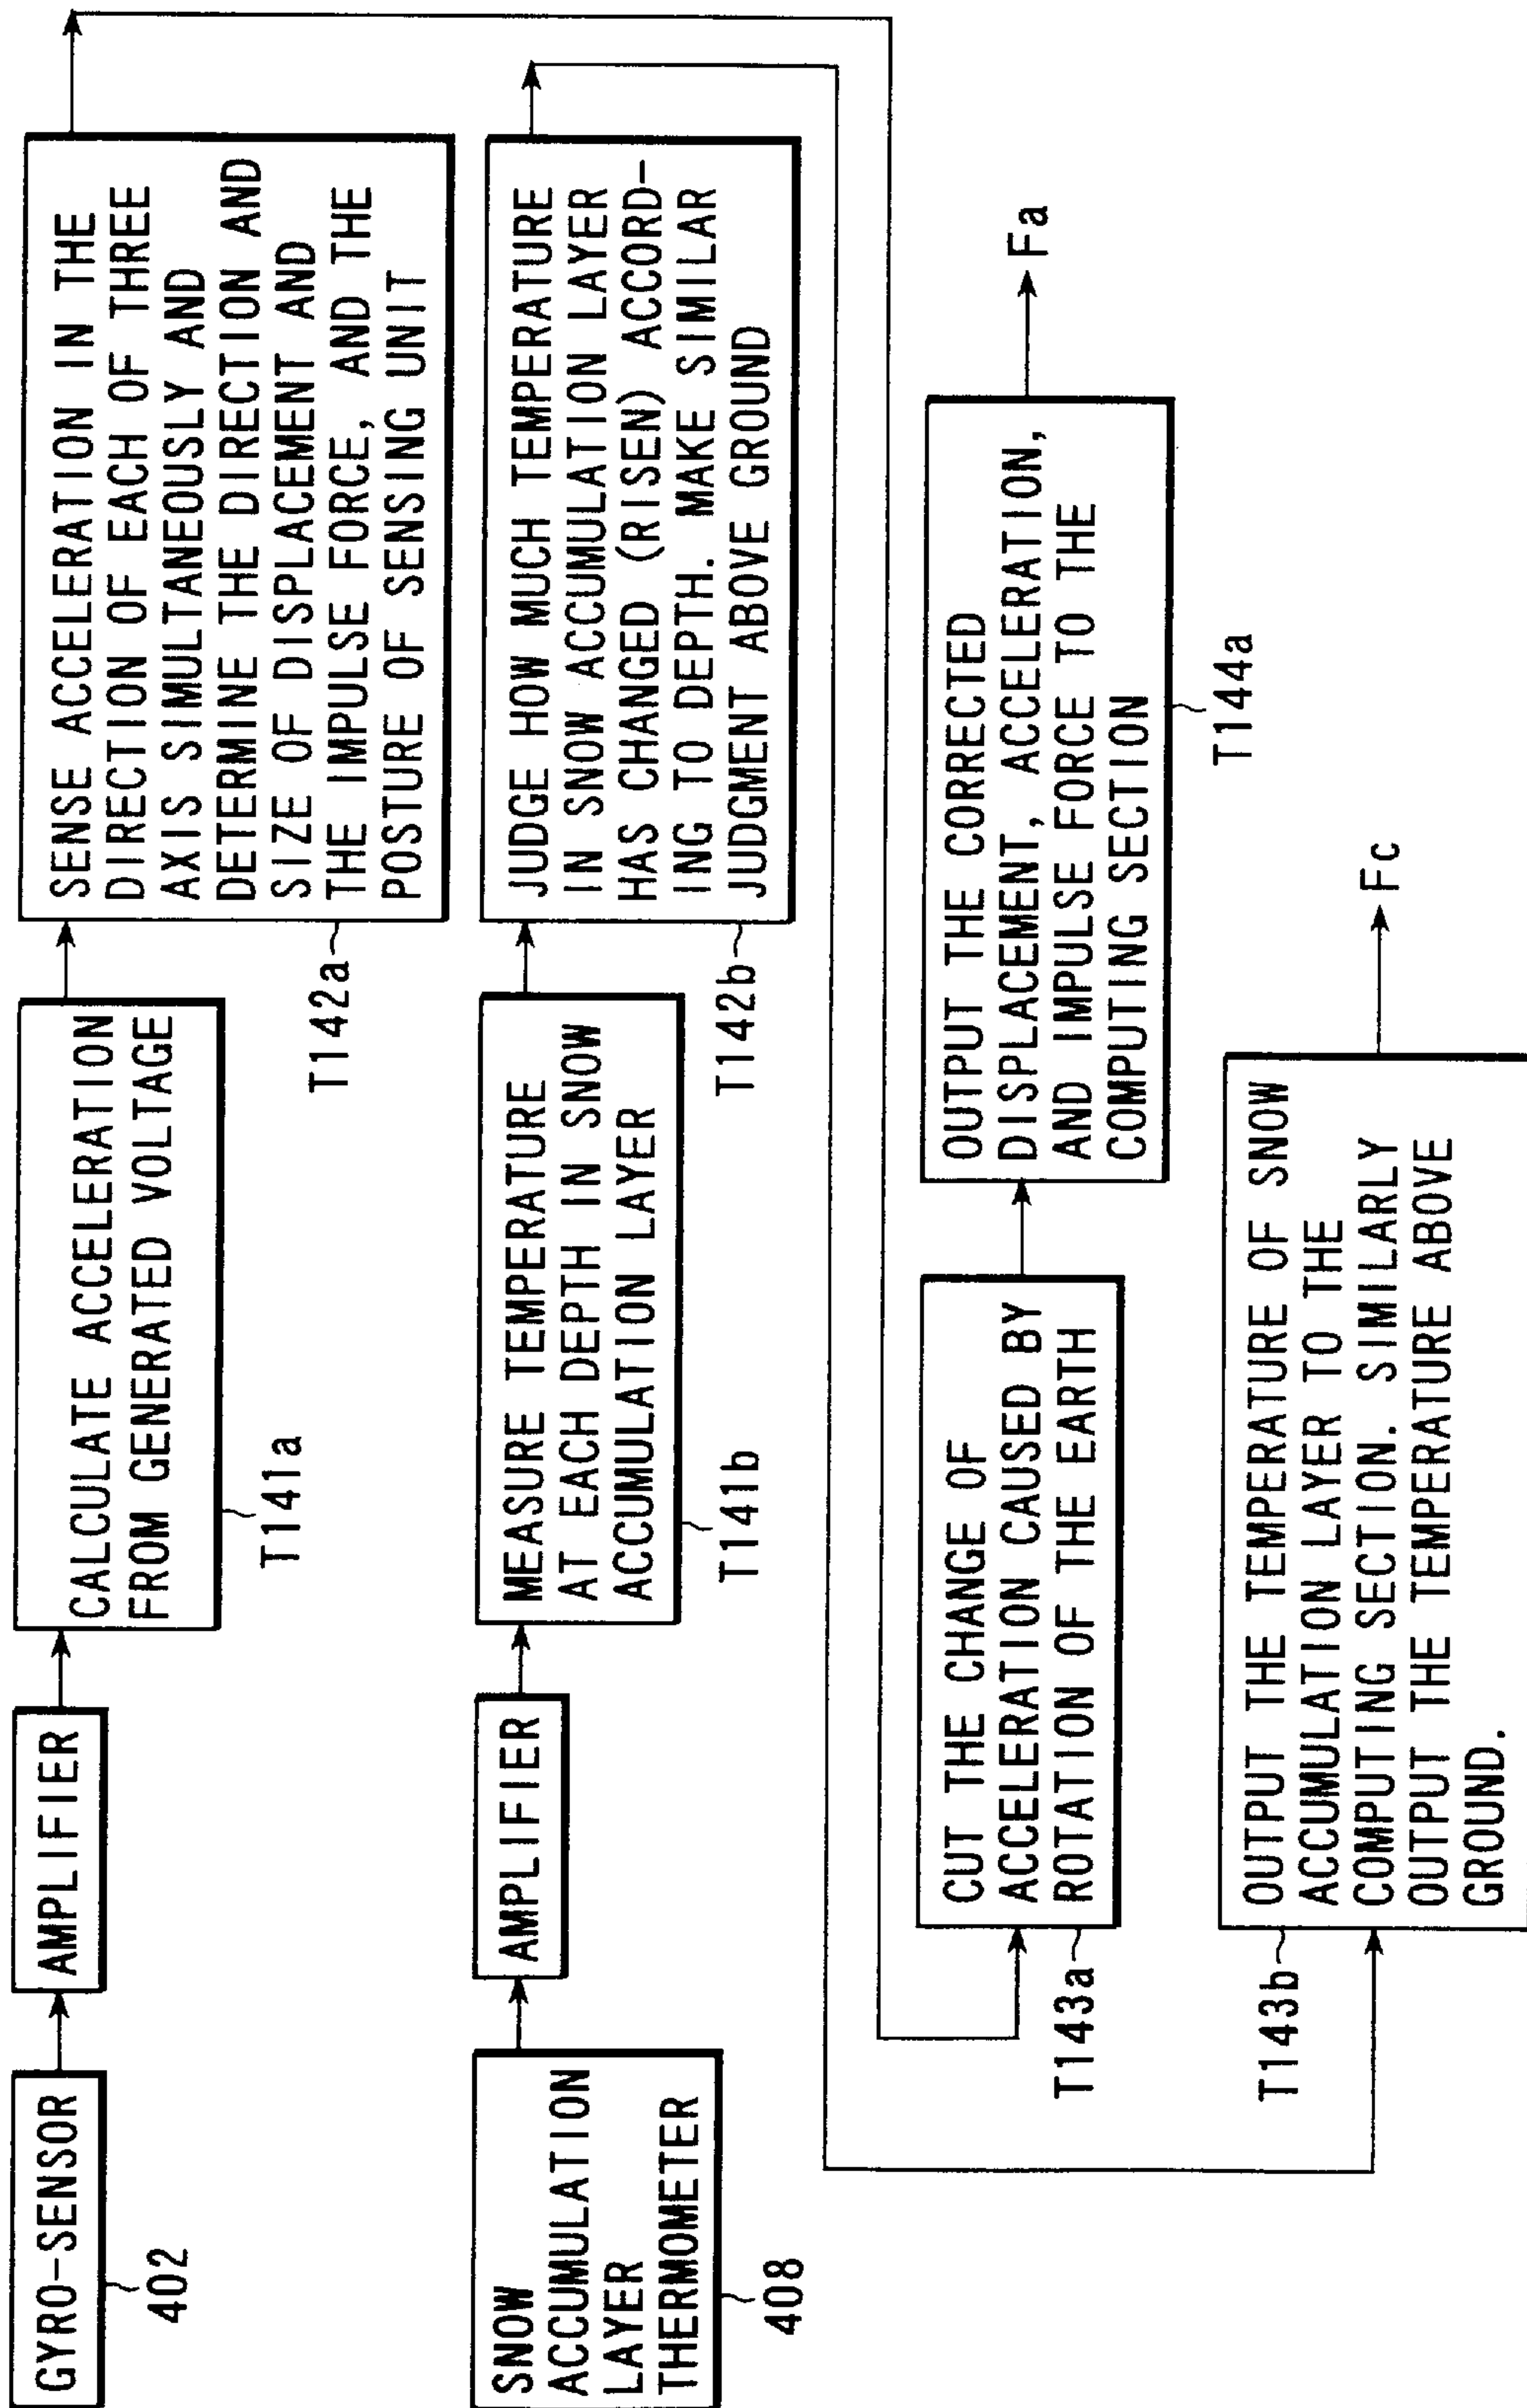 GYRO-SENSOR
402
AMPLIFIER
CALCULATE ACCELERATION
FROM GENERATED VOLTAGE
T141a
SENSE ACCELERATION IN THE
DIRECTION OF EACH OF THREE
AXIS SIMULTANEOUSLY AND
DETERMINE THE DIRECTION AND
SIZE OF DISPLACEMENT AND
THE IMPULSE FORCE, AND THE
POSTURE OF SENSING UNIT
T142a
SNOW
ACCUMULATION
LAYER
THERMOMETER
408
AMPLIFIER
MEASURE TEMPERATURE
AT EACH DEPTH IN SNOW
ACCUMULATION LAYER
T141b
JUDGE HOW MUCH TEMPERATURE
IN SNOW ACCUMULATION LAYER
HAS CHANGED (RISEN) ACCORD-
ING TO DEPTH. MAKE SIMILAR
JUDGMENT ABOVE GROUND
T142b
CUT THE CHANGE OF
ACCELERATION CAUSED BY
ROTATION OF THE EARTH
T143a
OUTPUT THE CORRECTED
DISPLACEMENT, ACCELERATION,
AND IMPULSE FORCE TO THE
COMPUTING SECTION
T144a
Fa
OUTPUT THE TEMPERATURE OF SNOW
ACCUMULATION LAYER TO THE
COMPUTING SECTION. SIMILARLY
OUTPUT THE TEMPERATURE ABOVE
GROUND.
T143b
Fc